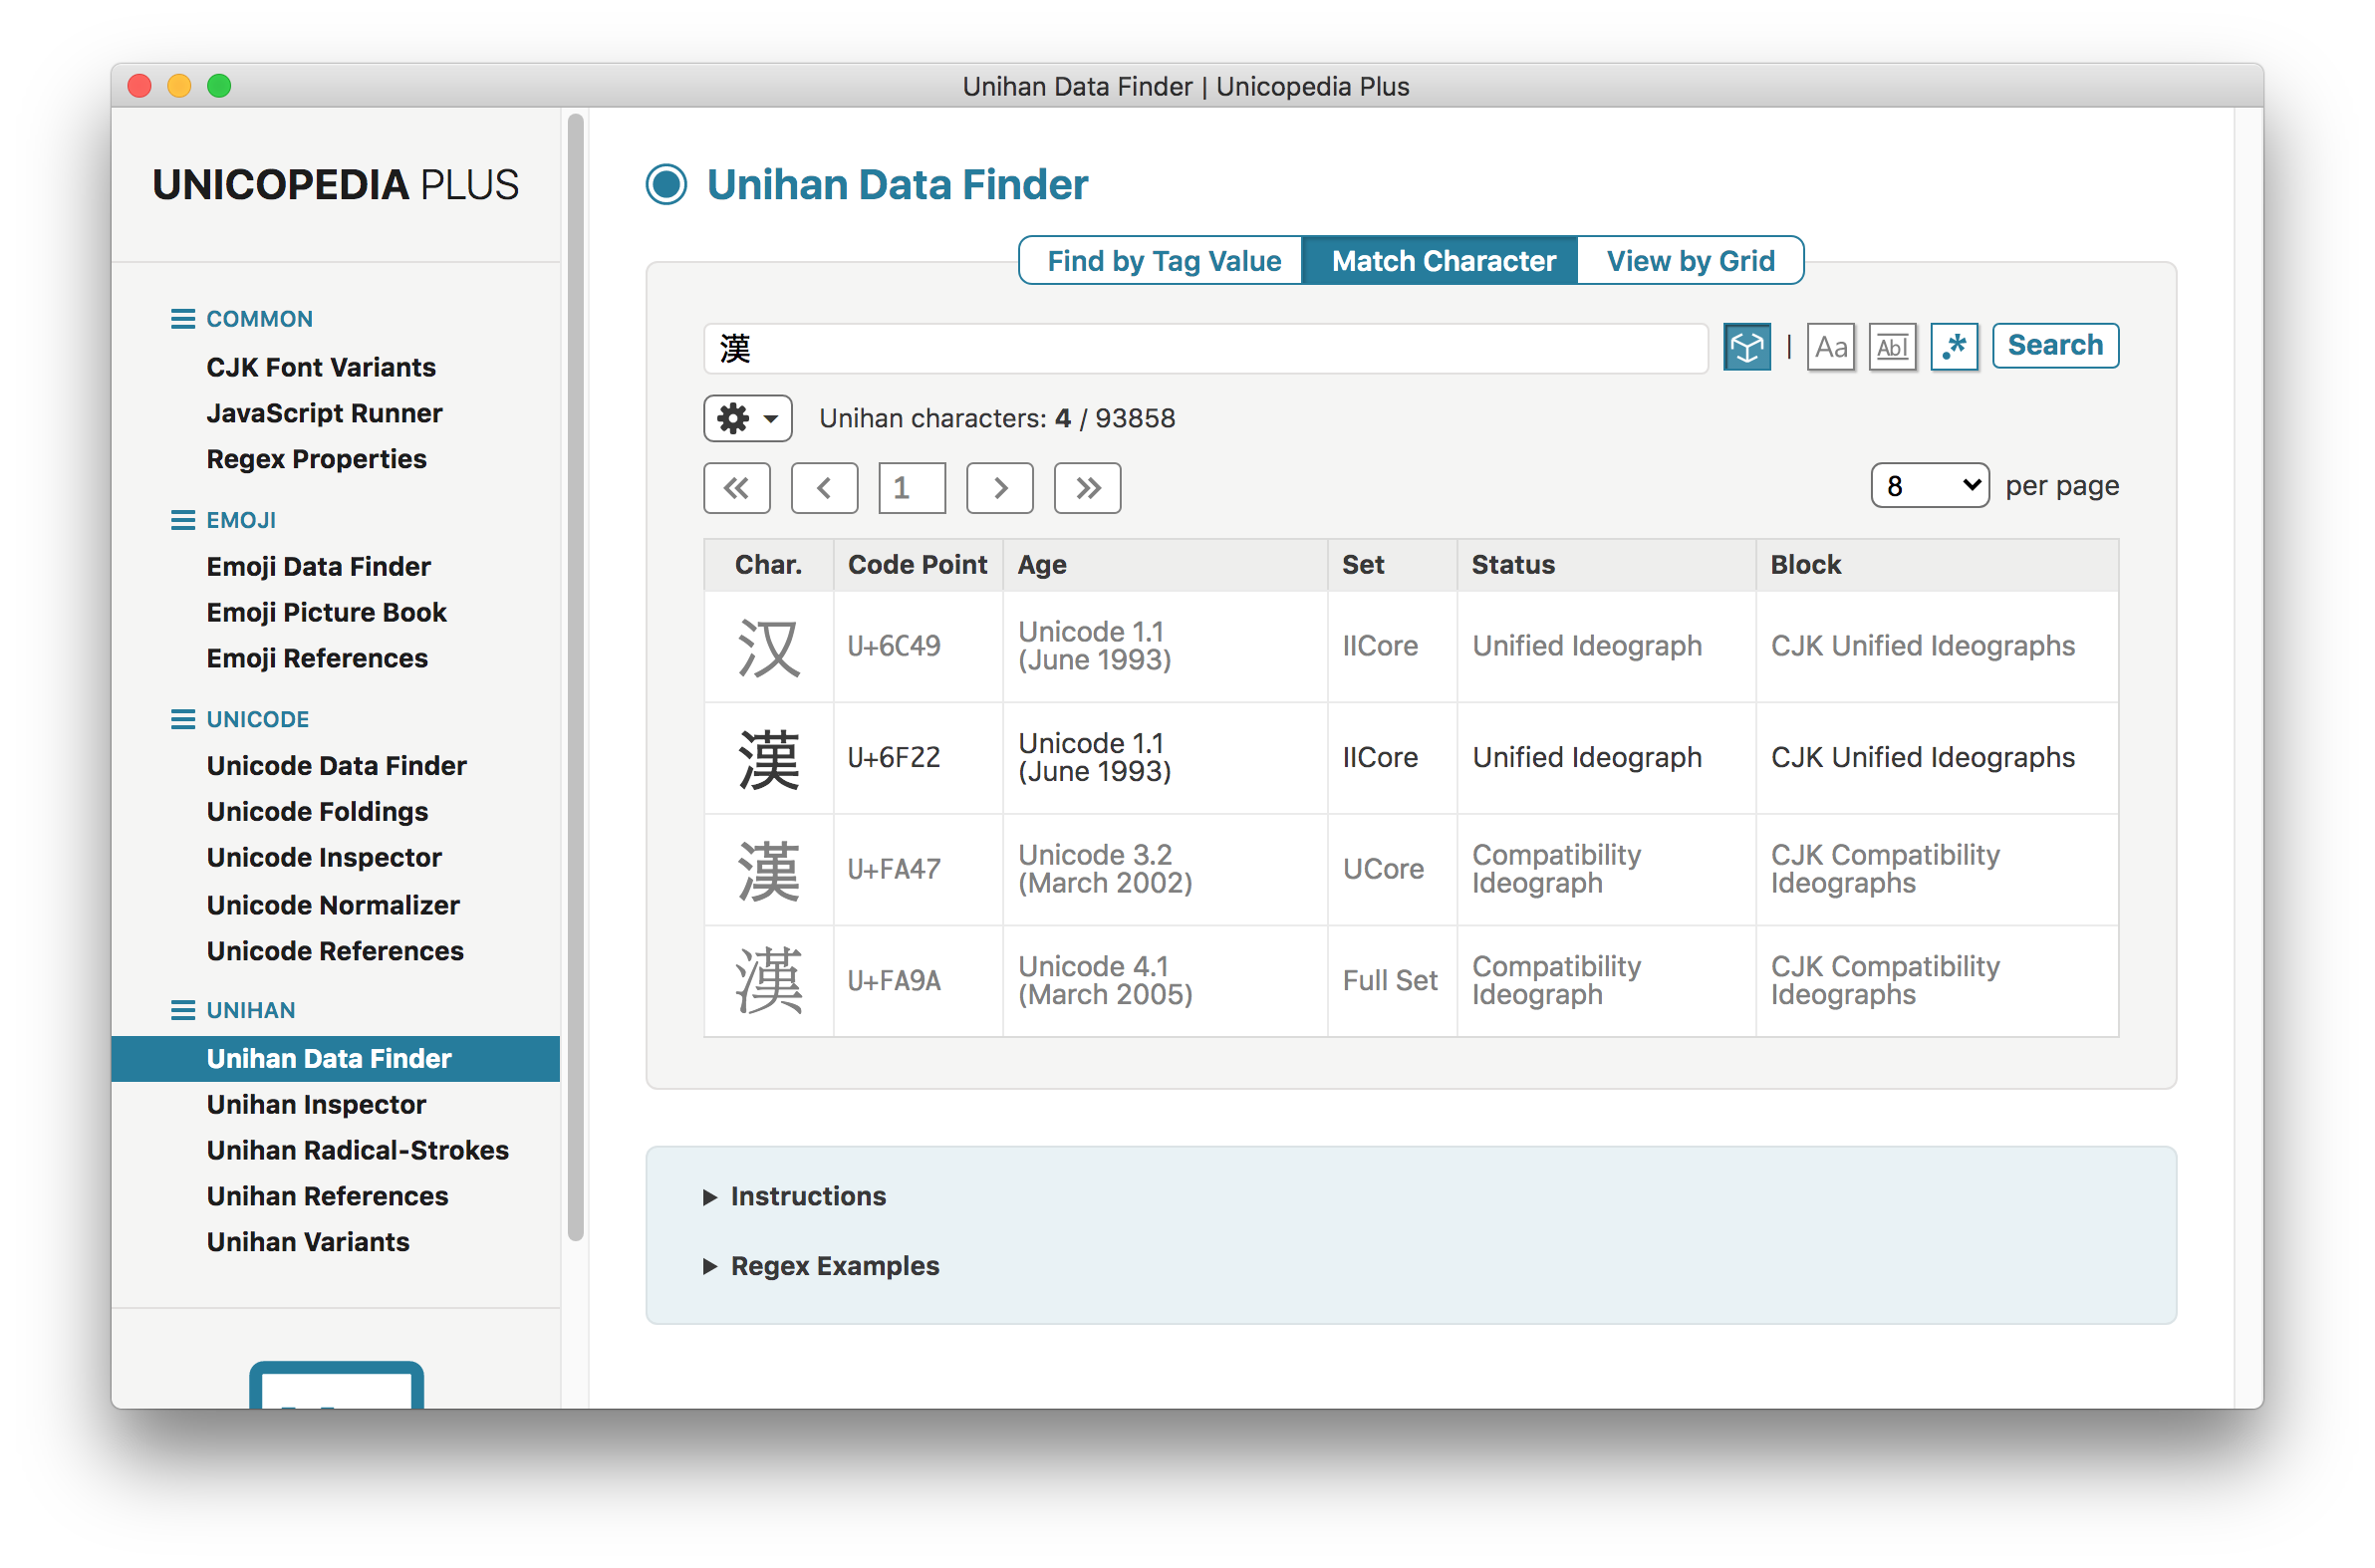 Unihan Data Finder | Unicopedia Plus
UNICOPEDIA PLUS
COMMON
CJK Font Variants
JavaScript Runner
Regex Properties
EMOJI
Emoji Data Finder
Emoji Picture Book
Emoji References
UNICODE
Unicode Data Finder
Unicode Foldings
Unicode Inspector
Unicode Normalizer
Unicode References
UNIHAN
Unihan Data Finder
Unihan Inspector
Unihan Radical-Strokes
Unihan References
Unihan Variants
Unihan Data Finder
Find by Tag Value Match Character View by Grid
漢 | Aa Ab| .* Search
Unihan characters: 4 / 93858
1 8 per page
Char. Code Point Age Set Status Block
汉 U+6C49 Unicode 1.1 (June 1993) IICore Unified Ideograph CJK Unified Ideographs
漢 U+6F22 Unicode 1.1 (June 1993) IICore Unified Ideograph CJK Unified Ideographs
漢 U+FA47 Unicode 3.2 (March 2002) UCore Compatibility Ideograph CJK Compatibility Ideographs
漢 U+FA9A Unicode 4.1 (March 2005) Full Set Compatibility Ideograph CJK Compatibility Ideographs
Instructions
Regex Examples